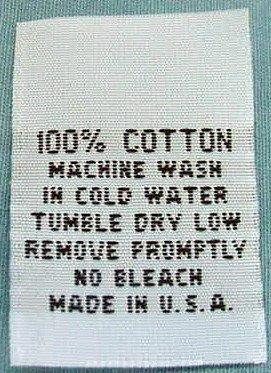 100% COTTON
MACHINE WASH
IN COLD WATER
TUMBLE DRY LOW
REMOVE PROMPTLY
NO BLEACH
MADE IN U.S.A.